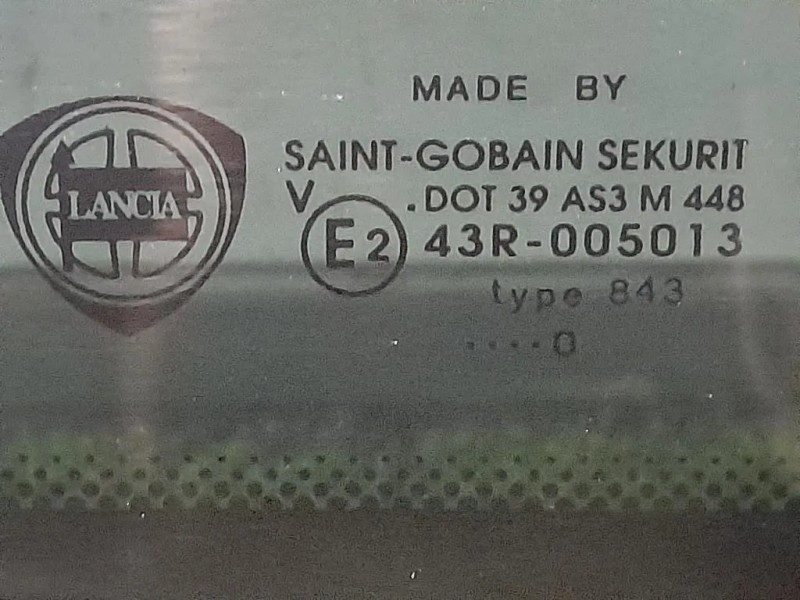 LANCIA
MADE BY
SAINT-GOBAIN SEKURIT
V .DOT 39 AS3 M 448
E2 43R-005013
type 843
....0